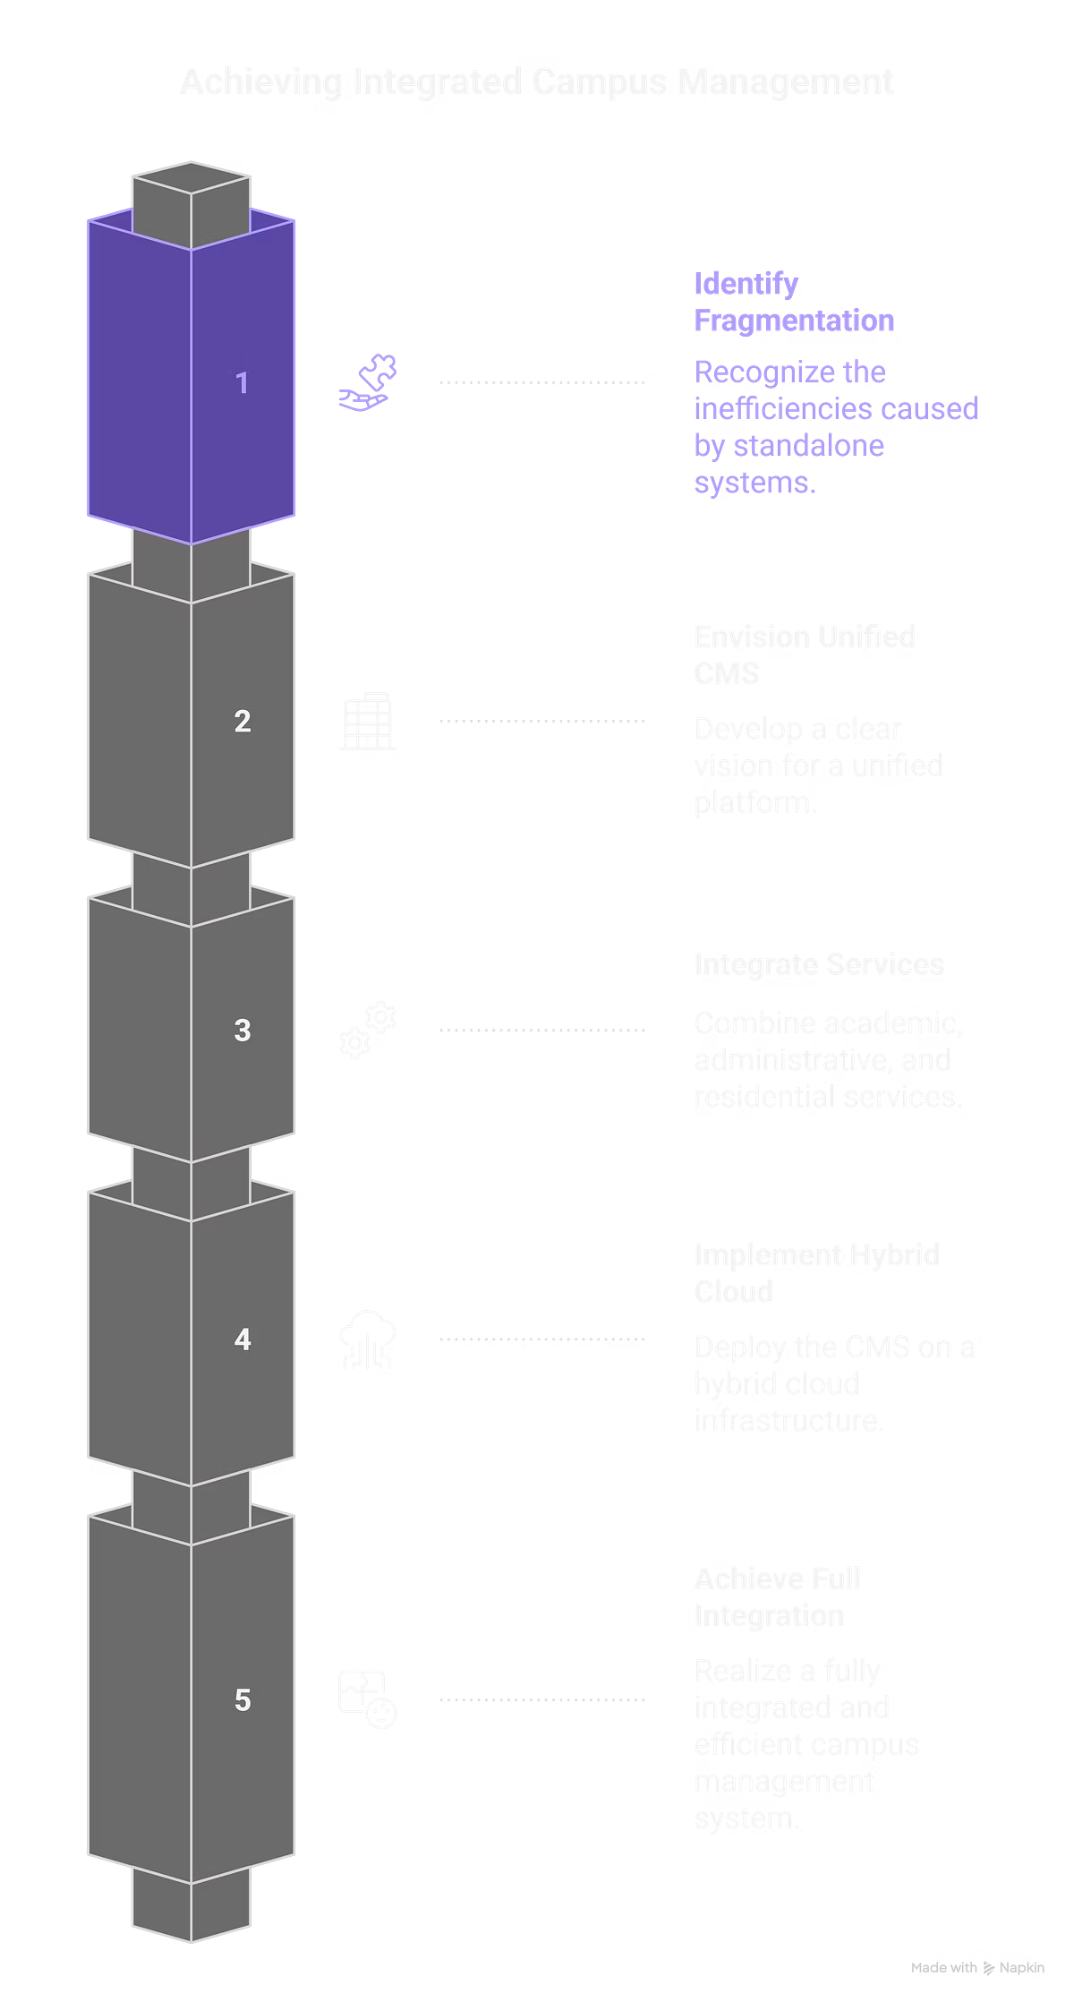 Achieving Integrated Campus Management
1
Identify
Fragmentation
Recognize the
inefficiencies caused
by standalone
systems.
2
Envision Unified
CMS
Develop a clear
vision for a unified
platform.
3
Integrate Services
Combine academic,
administrative, and
residential services.
4
Implement Hybrid
Cloud
Deploy the CMS on a
hybrid cloud
infrastructure.
5
Achieve Full
Integration
Realize a fully
integrated and
efficient campus
management
system.
Made with Napkin